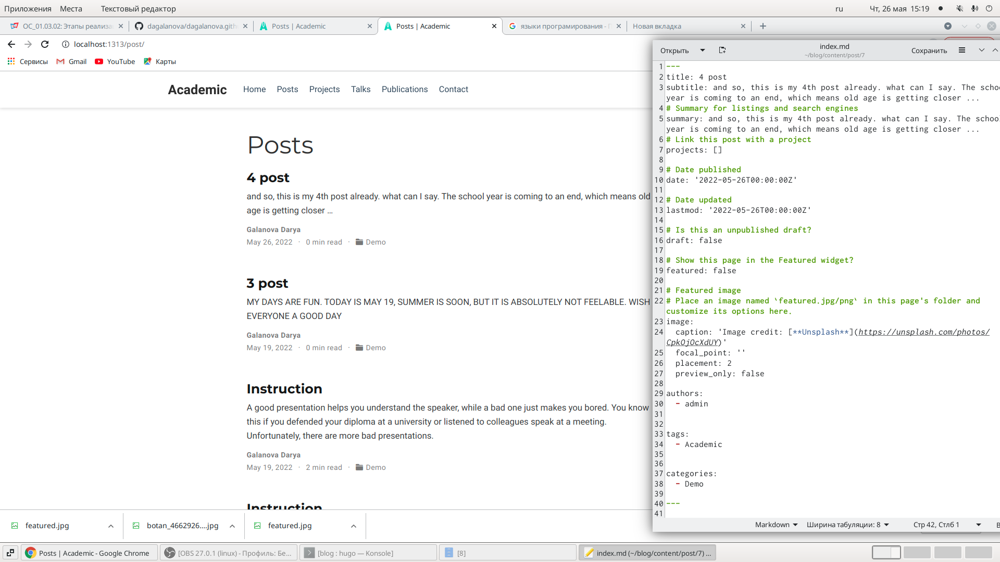 Приложения Места Текстовый редактор ru Чт, 26 мая 15:19
ОС_01.03.02: Этапы реализа dagalanova/dagalanova.gith Posts | Academic Posts | Academic языки програмирования - Новая вкладка
localhost:1313/post/
Сервисы Gmail YouTube Карты
Academic Home Posts Projects Talks Publications Contact
Posts
4 post
and so, this is my 4th post already. what can I say. The school year is coming to an end, which means old
age is getting closer ...
Galanova Darya
May 26, 2022 · 0 min read · Demo
3 post
MY DAYS ARE FUN. TODAY IS MAY 19, SUMMER IS SOON, BUT IT IS ABSOLUTELY NOT FEELABLE. WISH
EVERYONE A GOOD DAY
Galanova Darya
May 19, 2022 · 0 min read · Demo
Instruction
A good presentation helps you understand the speaker, while a bad one just makes you bored. You know
this if you defended your diploma at a university or listened to colleagues speak at a meeting.
Unfortunately, there are more bad presentations.
Galanova Darya
May 19, 2022 · 2 min read · Demo
Instruction
featured.jpg botan_4662926....jpg featured.jpg
Открыть index.md Сохранить
~/blog/content/post/7
1 ---
2 title: 4 post
3 subtitle: and so, this is my 4th post already. what can I say. The schoo
year is coming to an end, which means old age is getting closer ...
4 # Summary for listings and search engines
5 summary: and so, this is my 4th post already. what can I say. The school
year is coming to an end, which means old age is getting closer ...
6 # Link this post with a project
7 projects: []
8
9 # Date published
10 date: '2022-05-26T00:00:00Z'
11
12 # Date updated
13 lastmod: '2022-05-26T00:00:00Z'
14
15 # Is this an unpublished draft?
16 draft: false
17
18 # Show this page in the Featured widget?
19 featured: false
20
21 # Featured image
22 # Place an image named `featured.jpg/png` in this page's folder and
customize its options here.
23 image:
24 caption: 'Image credit: [**Unsplash**](https://unsplash.com/photos/
CpkOjOcXdUY)'
25 focal_point: ''
26 placement: 2
27 preview_only: false
28
29 authors:
30 - admin
31
32
33 tags:
34 - Academic
35
36
37 categories:
38 - Demo
39
40 ---
41
Markdown Ширина табуляции: 8 Стр 42, Стлб 1
Posts | Academic - Google Chrome [OBS 27.0.1 (linux) - Профиль: Бе... [blog : hugo — Konsole] [8] index.md (~/blog/content/post/7) ...